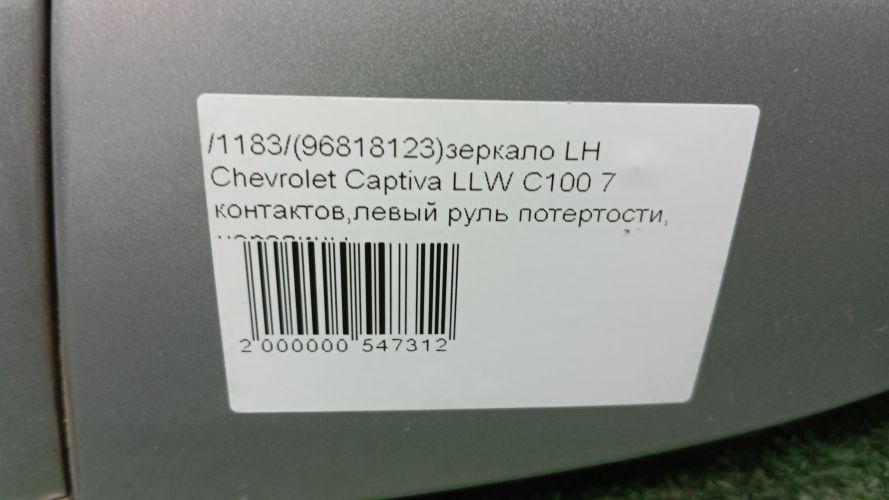 /1183/(96818123)зеркало LH
Chevrolet Captiva LLW C100 7
контактов,левый руль потертости,
2 000000 547312